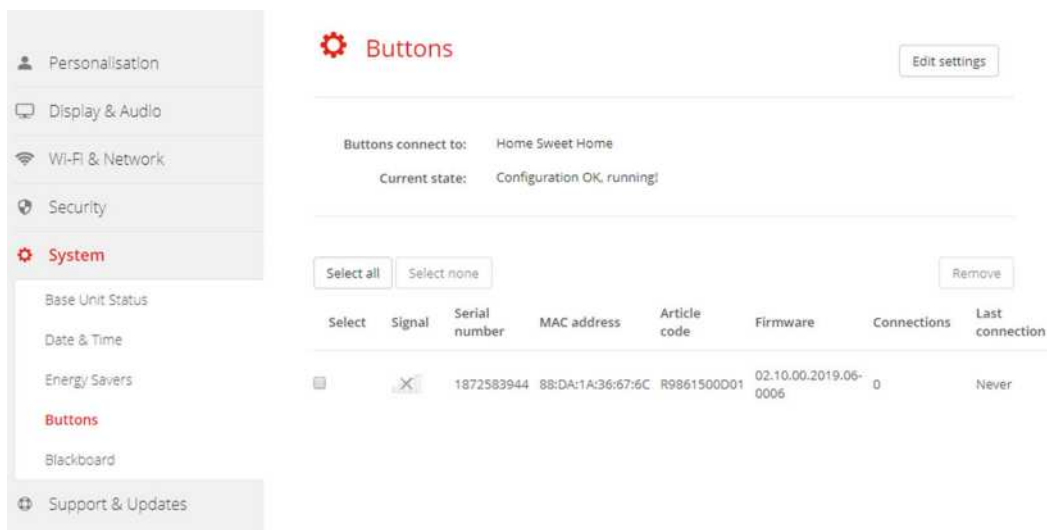 Personalisation
Display & Audio
Wi-Fi & Network
Security
System
Base Unit Status
Date & Time
Energy Savers
Buttons
Blackboard
Support & Updates
Buttons
Edit settings
Buttons connect to: Home Sweet Home
Current state: Configuration OK, running!
Select all Select none Remove
Select Signal Serial number MAC address Article code Firmware Connections Last connection
1872583944 88:DA:1A:36:67:6C R9861500D01 02.10.00.2019.06-0006 0 Never